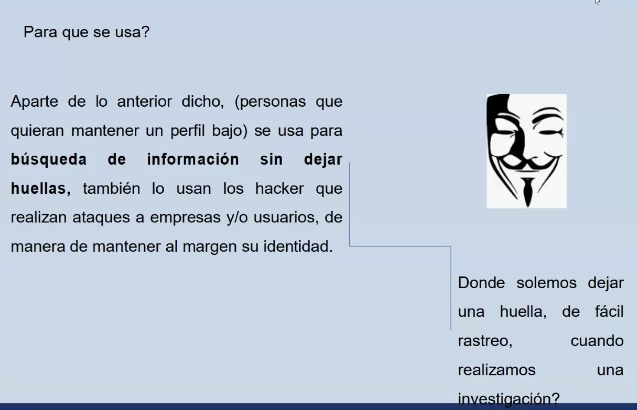 Para que se usa?
Aparte de lo anterior dicho, (personas que
quieran mantener un perfil bajo) se usa para
búsqueda de información sin dejar
huellas, también lo usan los hacker que
realizan ataques a empresas y/o usuarios, de
manera de mantener al margen su identidad.
Donde solemos dejar
una huella, de fácil
rastreo, cuando
realizamos una
investigación?